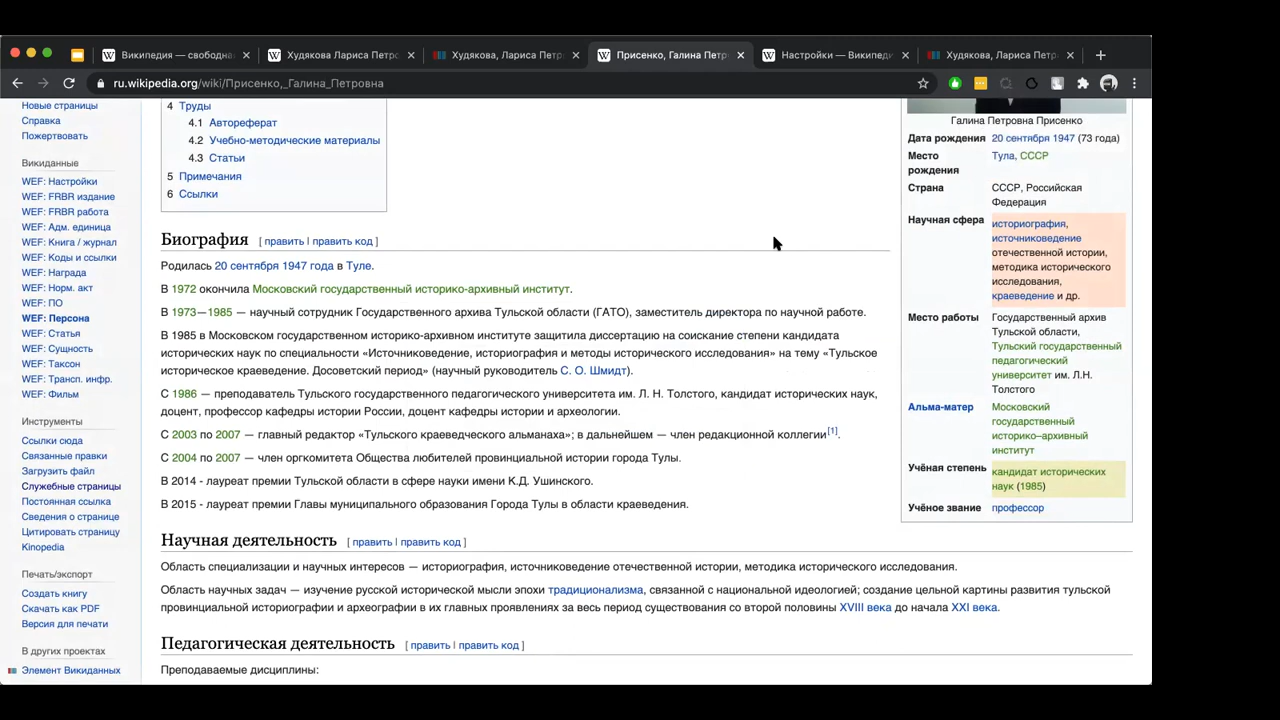 Википедия — свободна
Худякова Лариса Петро
Худякова, Лариса Петр
Присенко, Галина Петр
Настройки — Википеди
Худякова, Лариса Петр
ru.wikipedia.org/wiki/Присенко,_Галина_Петровна
Новые страницы
Справка
Пожертвовать
Викиданные
WEF: Настройки
WEF: FRBR издание
WEF: FRBR работа
WEF: Адм. единица
WEF: Книга / журнал
WEF: Коды и ссылки
WEF: Награда
WEF: Норм. акт
WEF: ПО
WEF: Персона
WEF: Статья
WEF: Сущность
WEF: Таксон
WEF: Трансп. инфр.
WEF: Фильм
Инструменты
Ссылки сюда
Связанные правки
Загрузить файл
Служебные страницы
Постоянная ссылка
Сведения о странице
Цитировать страницу
Kinopedia
Печать/экспорт
Создать книгу
Скачать как PDF
Версия для печати
В других проектах
Элемент Викиданных
4 Труды
4.1 Автореферат
4.2 Учебно-методические материалы
4.3 Статьи
5 Примечания
6 Ссылки
Биография [ править | править код ]
Родилась 20 сентября 1947 года в Туле.
В 1972 окончила Московский государственный историко-архивный институт.
В 1973—1985 — научный сотрудник Государственного архива Тульской области (ГАТО), заместитель директора по научной работе.
В 1985 в Московском государственном историко-архивном институте защитила диссертацию на соискание степени кандидата
исторических наук по специальности «Источниковедение, историография и методы исторического исследования» на тему «Тульское
историческое краеведение. Досоветский период» (научный руководитель С. О. Шмидт).
С 1986 — преподаватель Тульского государственного педагогического университета им. Л. Н. Толстого, кандидат исторических наук,
доцент, профессор кафедры истории России, доцент кафедры истории и археологии.
С 2003 по 2007 — главный редактор «Тульского краеведческого альманаха»; в дальнейшем — член редакционной коллегии[1].
С 2004 по 2007 — член оргкомитета Общества любителей провинциальной истории города Тулы.
В 2014 - лауреат премии Тульской области в сфере науки имени К.Д. Ушинского.
В 2015 - лауреат премии Главы муниципального образования Города Тулы в области краеведения.
Научная деятельность [ править | править код ]
Область специализации и научных интересов — историография, источниковедение отечественной истории, методика исторического исследования.
Область научных задач — изучение русской исторической мысли эпохи традиционализма, связанной с национальной идеологией; создание цельной картины развития тульской
провинциальной историографии и археографии в их главных проявлениях за весь период существования со второй половины XVIII века до начала XXI века.
Педагогическая деятельность [ править | править код ]
Преподаваемые дисциплины:
Галина Петровна Присенко
Дата рождения 20 сентября 1947 (73 года)
Место Тула, СССР
рождения
Страна СССР, Российская
Федерация
Научная сфера историография,
источниковедение
отечественной истории,
методика исторического
исследования,
краеведение и др.
Место работы Государственный архив
Тульской области,
Тульский государственный
педагогический
университет им. Л.Н.
Толстого
Альма-матер Московский
государственный
историко–архивный
институт
Учёная степень кандидат исторических
наук (1985)
Учёное звание профессор